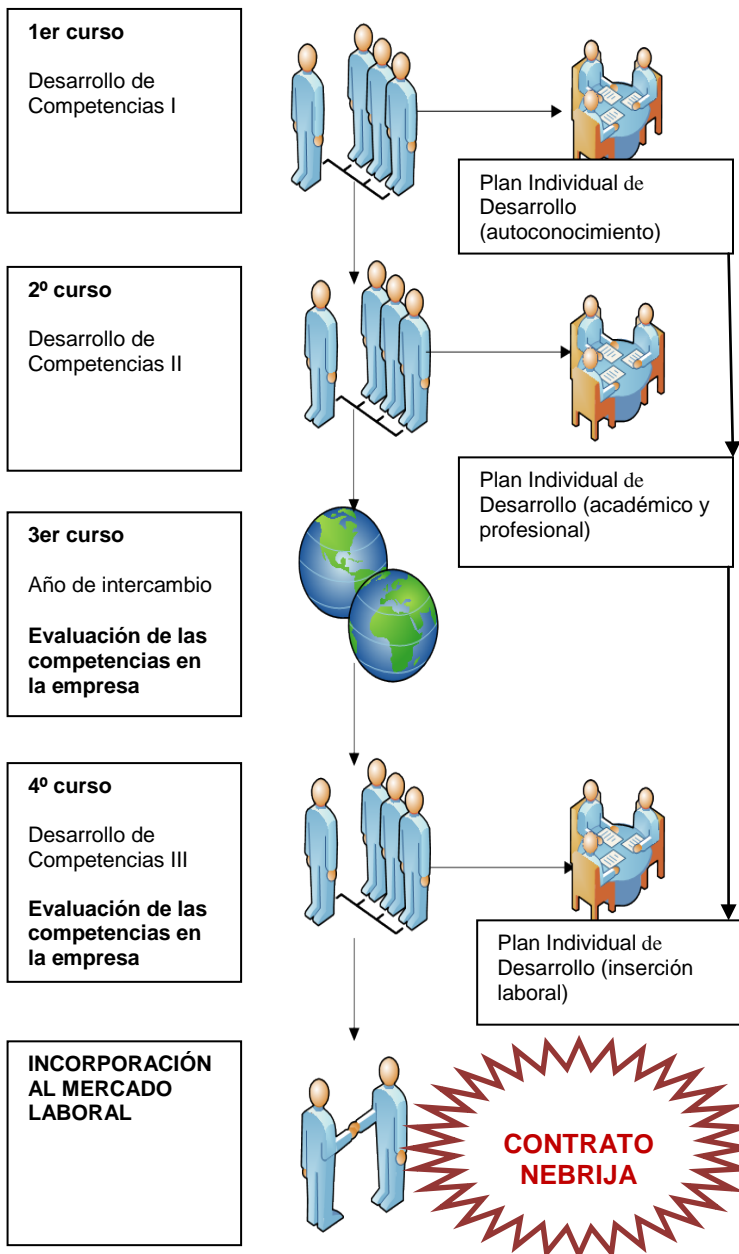 1er curso
Desarrollo de
Competencias I
Plan Individual de
Desarrollo
(autoconocimiento)
2º curso
Desarrollo de
Competencias II
Plan Individual de
Desarrollo (académico y
profesional)
3er curso
Año de intercambio
Evaluación de las
competencias en
la empresa
4º curso
Desarrollo de
Competencias III
Evaluación de las
competencias en
la empresa
Plan Individual de
Desarrollo (inserción
laboral)
INCORPORACIÓN
AL MERCADO
LABORAL
CONTRATO
NEBRIJA